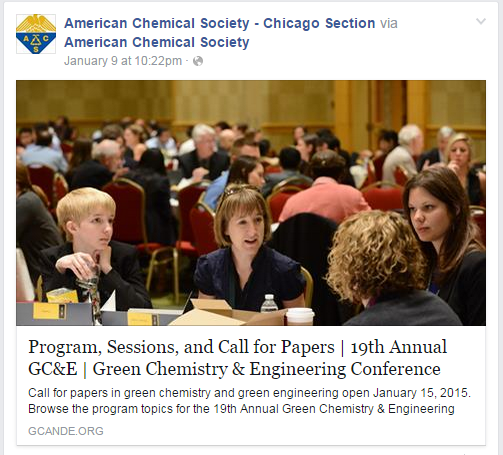 American Chemical Society - Chicago Section via
American Chemical Society
January 9 at 10:22pm ·
A C
S
Program, Sessions, and Call for Papers | 19th Annual
GC&E | Green Chemistry & Engineering Conference
Call for papers in green chemistry and green engineering open January 15, 2015.
Browse the program topics for the 19th Annual Green Chemistry & Engineering
GCANDE.ORG